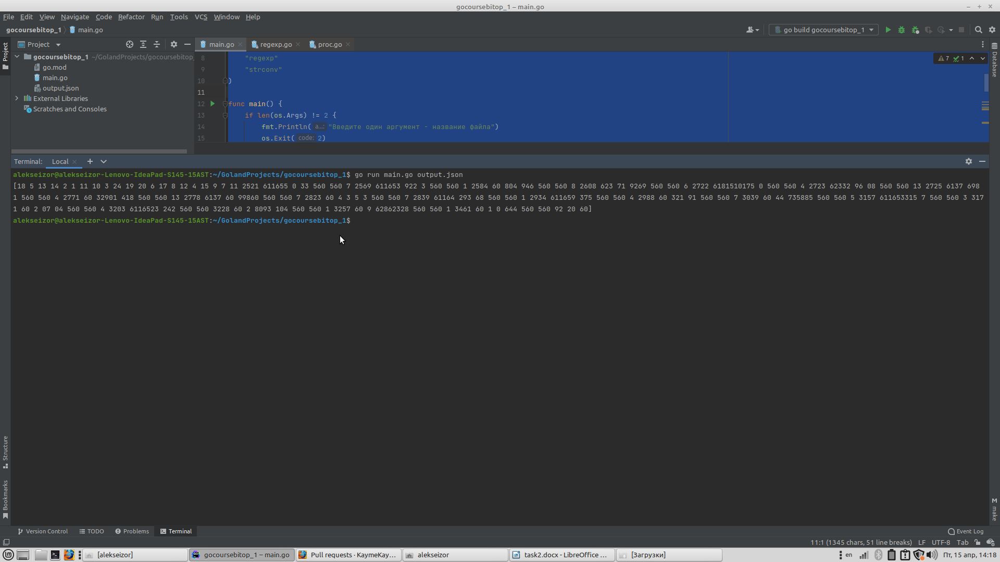 gocoursebitop_1 – main.go
File Edit View Navigate Code Refactor Run Tools VCS Window Help
gocoursebitop_1 main.go
go build gocoursebitop_1
Project
main.go
regexp.go
proc.go
gocoursebitop_1 ~/GolandProjects/gocoursebitop_
go.mod
main.go
output.json
External Libraries
Scratches and Consoles
8 "regexp"
9 "strconv"
10 )
11
12 func main() {
13 if len(os.Args) != 2 {
14 fmt.Println( a...: "Введите один аргумент - название файла")
15 os.Exit( code: 2)
7 1
Project
Database
Terminal: Local
alekseizor@alekseizor-Lenovo-IdeaPad-S145-15AST:~/GolandProjects/gocoursebitop_1$ go run main.go output.json
[18 5 13 14 2 1 11 10 3 24 19 20 6 17 8 12 4 15 9 7 11 2521 611655 0 33 560 560 7 2569 611653 922 3 560 560 1 2584 60 804 946 560 560 8 2608 623 71 9269 560 560 6 2722 6181510175 0 560 560 4 2723 62332 96 08 560 560 13 2725 6137 698
1 560 560 4 2771 60 32901 418 560 560 13 2778 6137 60 99860 560 560 7 2823 60 4 3 5 3 560 560 7 2839 61164 293 68 560 560 1 2934 611659 375 560 560 4 2988 60 321 91 560 560 7 3039 60 44 735885 560 560 5 3157 611653315 7 560 560 3 317
1 60 2 07 04 560 560 4 3203 6116523 242 560 560 3228 60 2 8093 104 560 560 1 3257 60 9 62862328 560 560 1 3461 60 1 0 644 560 560 92 20 60]
alekseizor@alekseizor-Lenovo-IdeaPad-S145-15AST:~/GolandProjects/gocoursebitop_1$
Structure
Bookmarks
M make
Version Control TODO Problems Terminal
Event Log
11:1 (1345 chars, 51 line breaks) LF UTF-8 Tab
[alekseizor]
gocoursebitop_1 – main.go
Pull requests · KaymeKay...
alekseizor
task2.docx - LibreOffice ...
[Загрузки]
en
Пт, 15 апр, 14:18